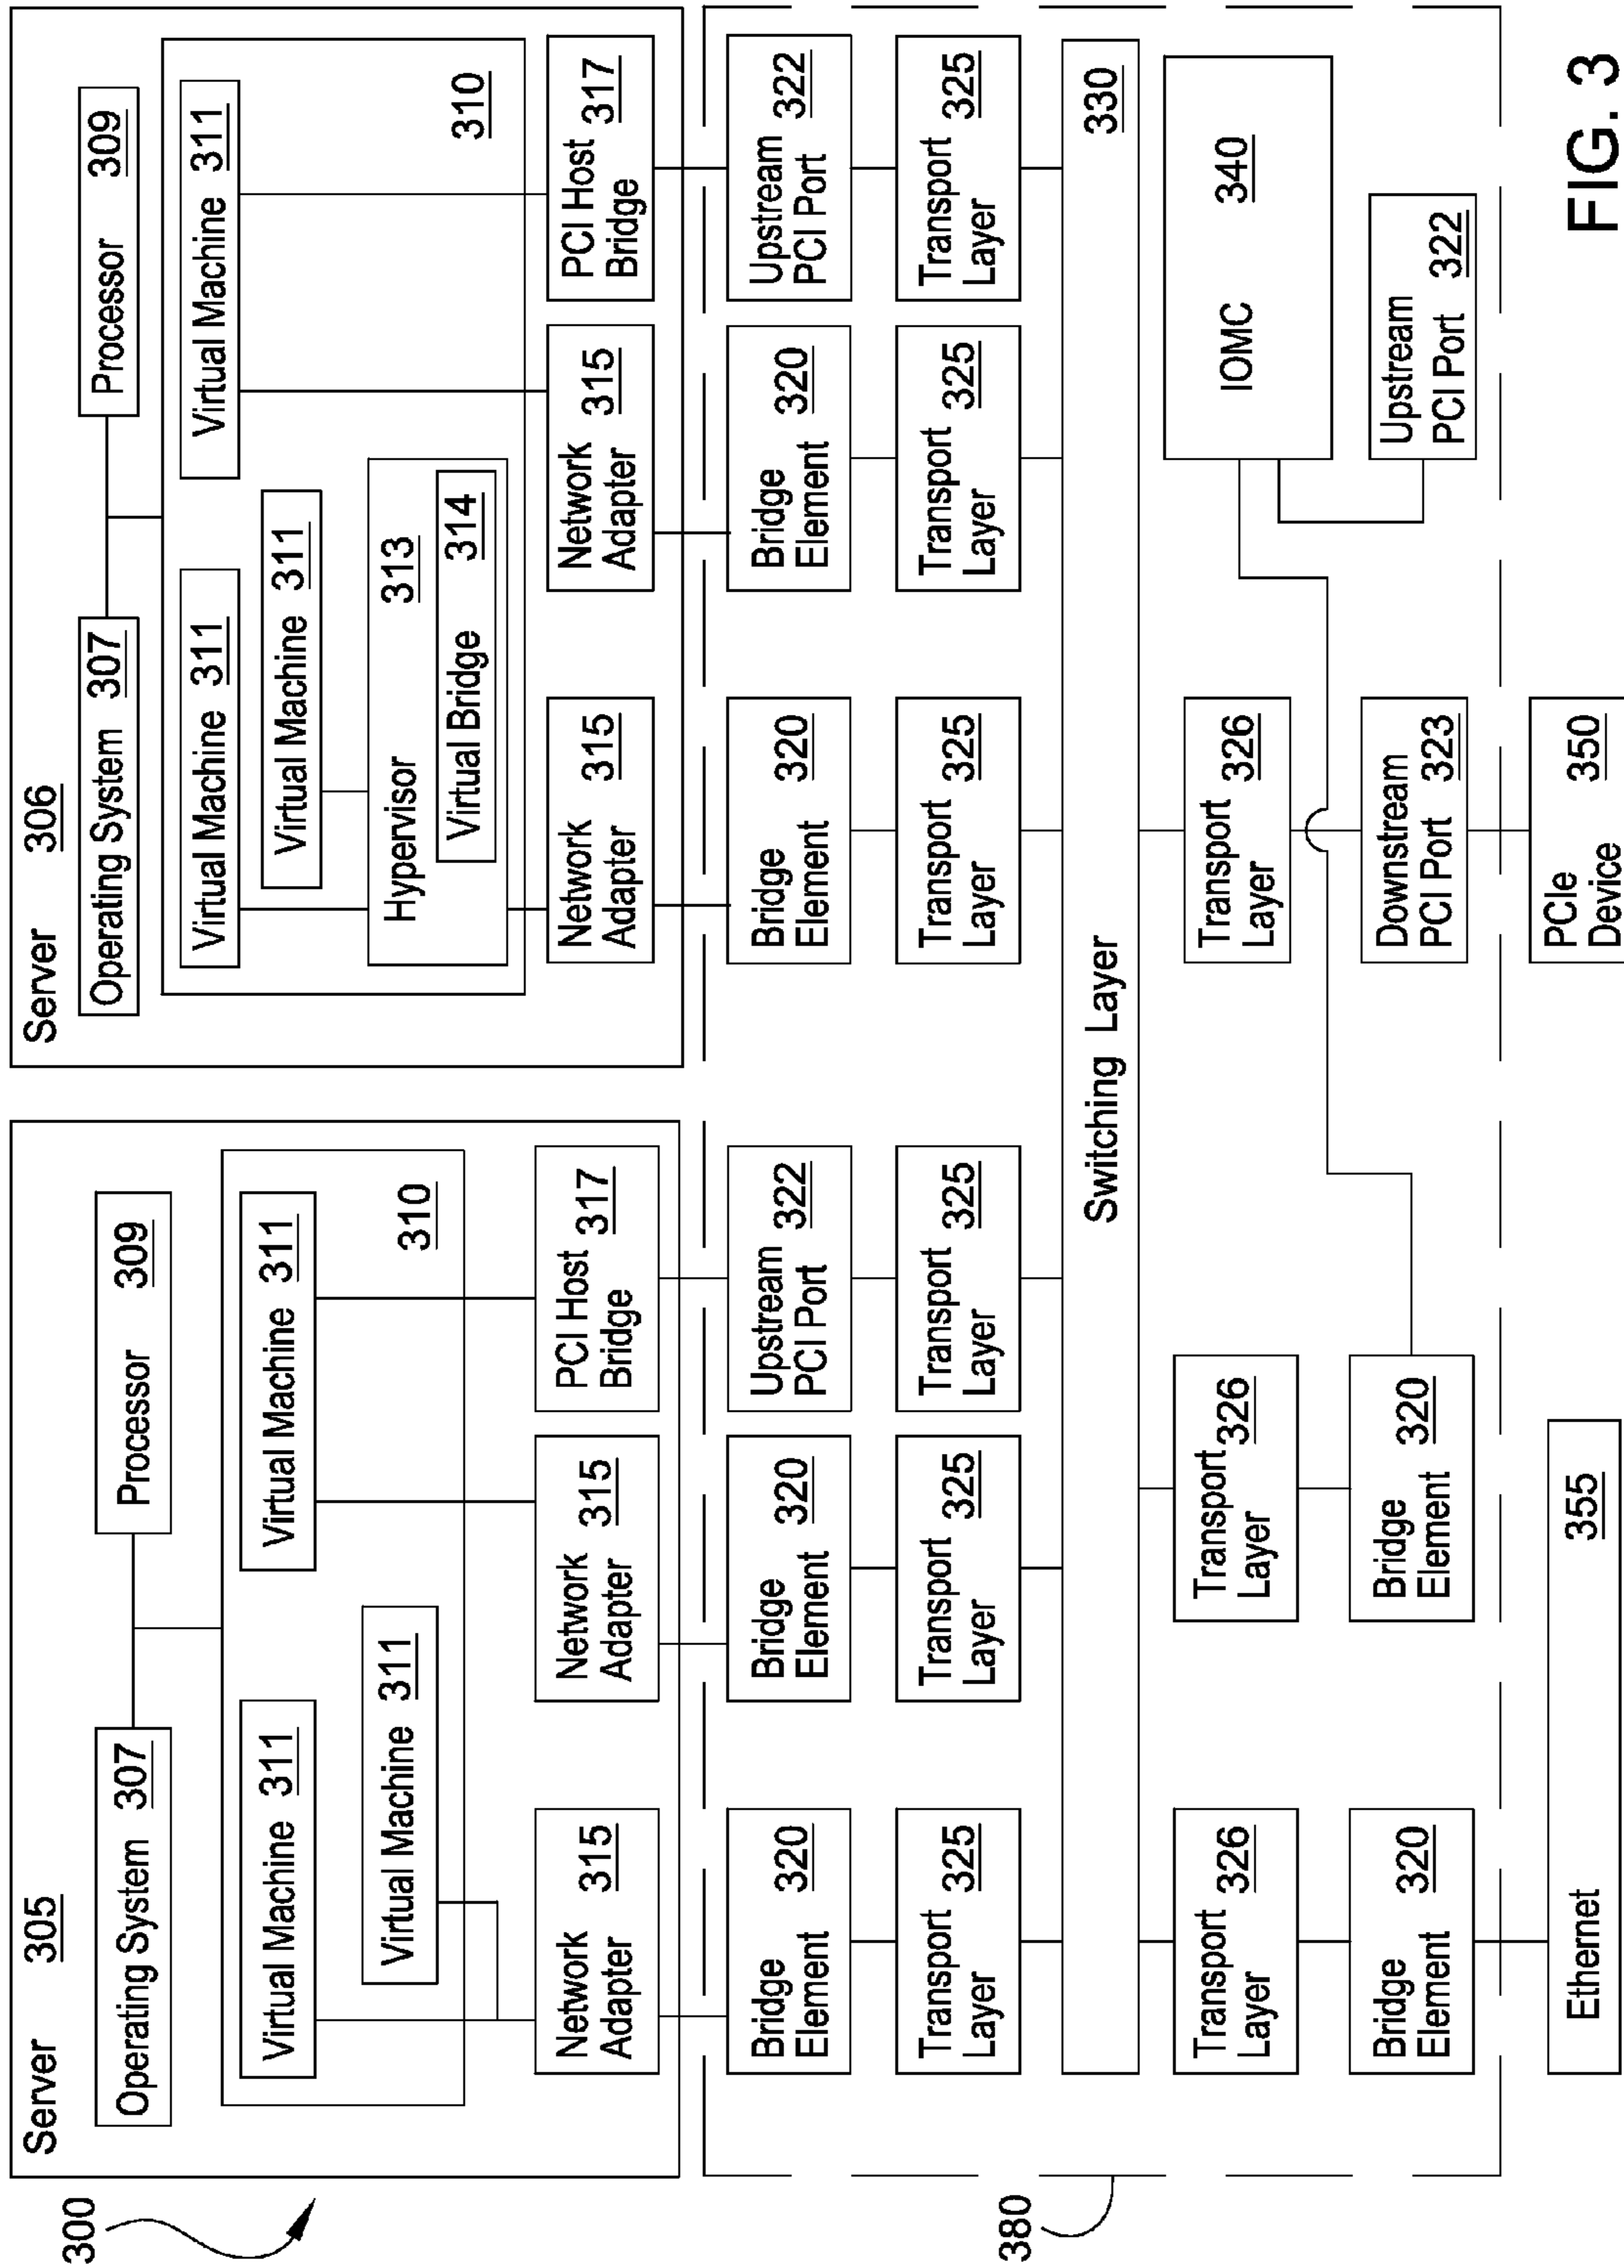 300
Server 305
Operating System 307
Processor 309
Virtual Machine 311
Virtual Machine 311
Virtual Machine 311
310
Network
Adapter 315
Network
Adapter 315
PCI Host
Bridge 317
Server 306
Operating System 307
Processor 309
Virtual Machine 311
Virtual Machine 311
Virtual Machine 311
Hypervisor 313
Virtual Bridge 314
310
Network
Adapter 315
Network
Adapter 315
PCI Host
Bridge 317
380
Bridge
Element 320
Bridge
Element 320
Upstream
PCI Port 322
Bridge
Element 320
Bridge
Element 320
Upstream
PCI Port 322
Transport
Layer 325
Transport
Layer 325
Transport
Layer 325
Transport
Layer 325
Transport
Layer 325
Transport
Layer 325
Switching Layer 330
Transport
Layer 326
Transport
Layer 326
Transport
Layer 326
IOMC 340
Bridge
Element 320
Bridge
Element 320
Downstream
PCI Port 323
Upstream
PCI Port 322
Ethernet 355
PCIe
Device 350
FIG. 3